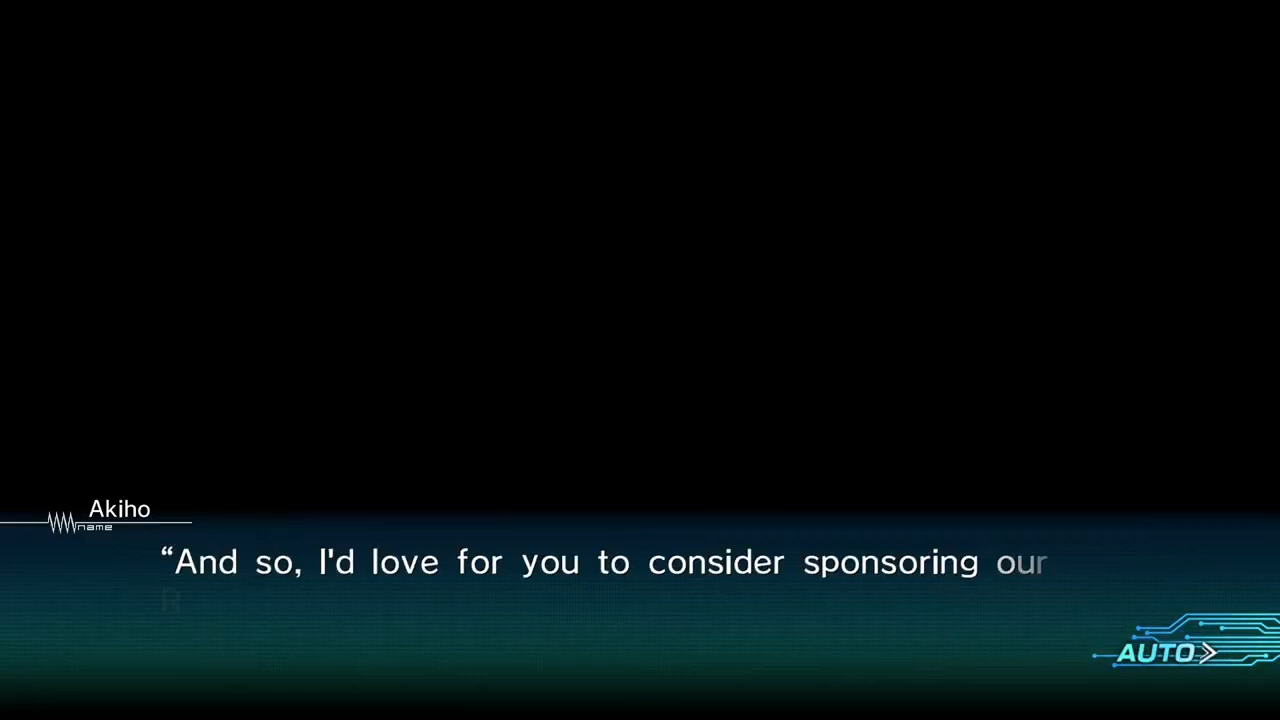 Akiho
name
“And so, I'd love for you to consider sponsoring our
R
AUTO